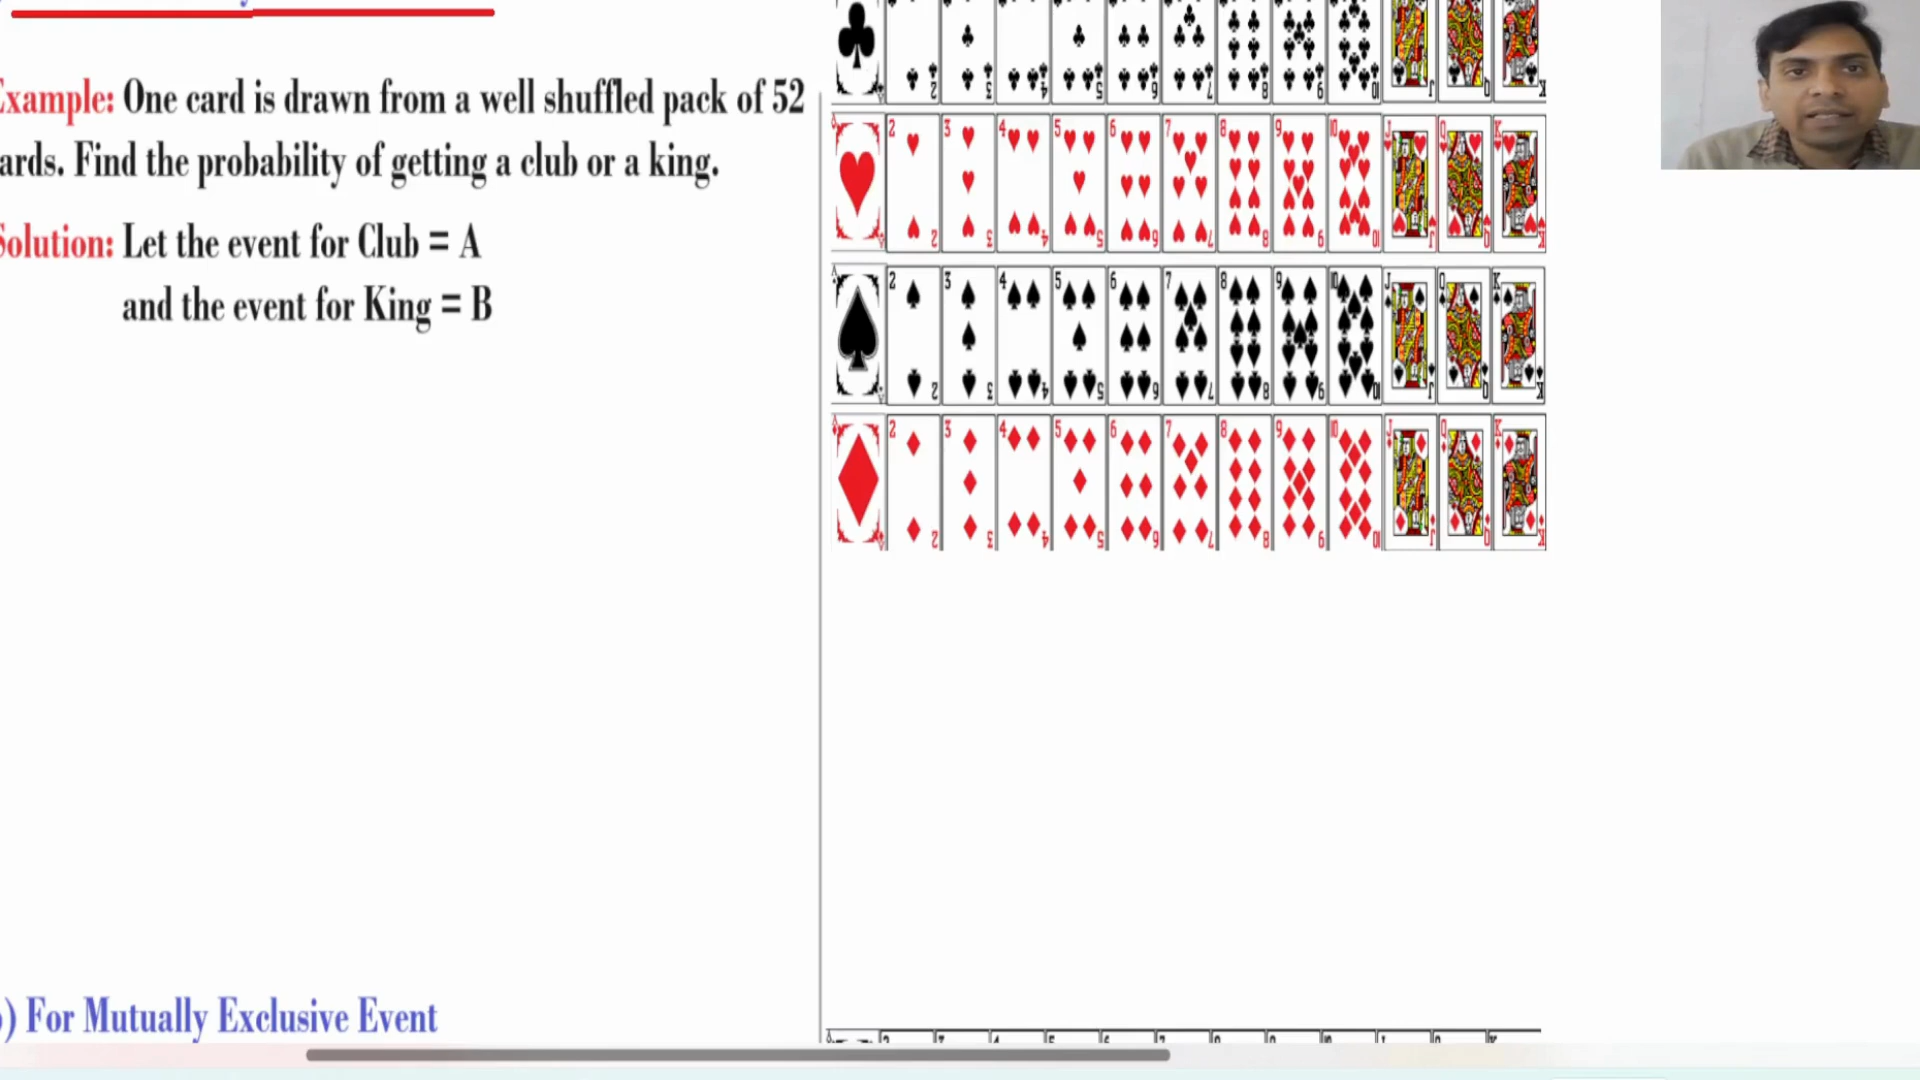 Example: One card is drawn from a well shuffled pack of 52
ards. Find the probability of getting a club or a king.
Solution: Let the event for Club = A
and the event for King = B
) For Mutually Exclusive Event